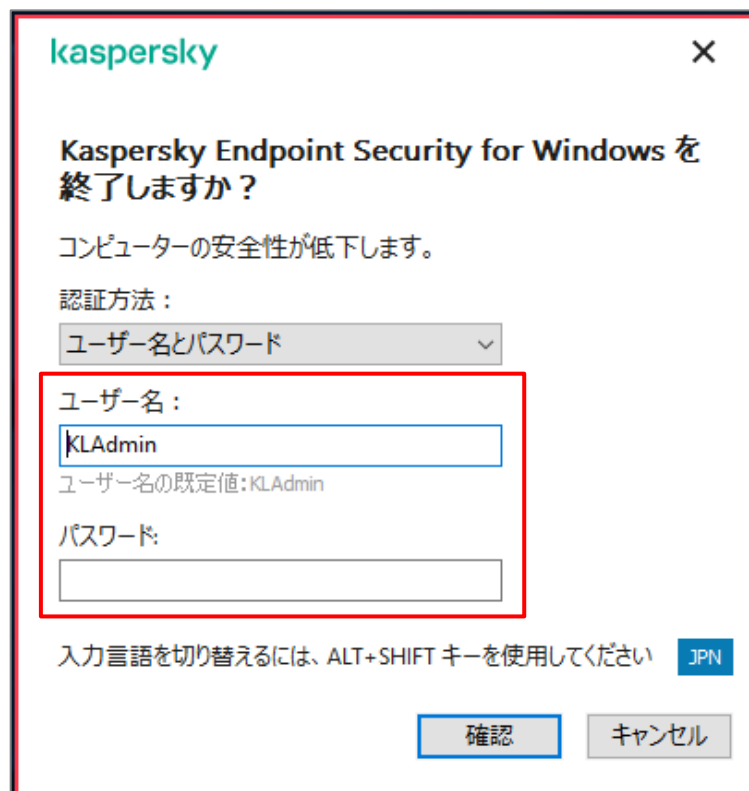 kaspersky
Kaspersky Endpoint Security for Windows を
終了しますか？
コンピューターの安全性が低下します。
認証方法：
ユーザー名とパスワード
ユーザー名：
KLAdmin
ユーザー名の既定値:KLAdmin
パスワード:
入力言語を切り替えるには、ALT+SHIFT キーを使用してください JPN
確認 キャンセル